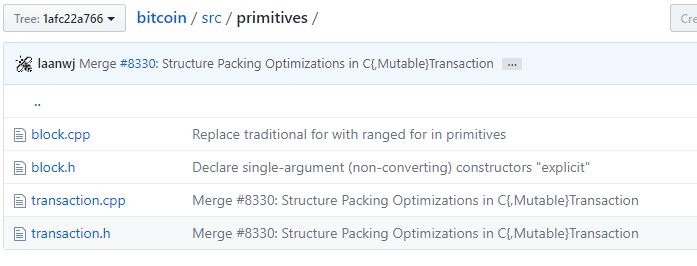 Tree: 1afc22a766 bitcoin / src / primitives / Cre
laanwj Merge #8330: Structure Packing Optimizations in C{,Mutable}Transaction ...
..
block.cpp Replace traditional for with ranged for in primitives
block.h Declare single-argument (non-converting) constructors "explicit"
transaction.cpp Merge #8330: Structure Packing Optimizations in C{,Mutable}Transaction
transaction.h Merge #8330: Structure Packing Optimizations in C{,Mutable}Transaction